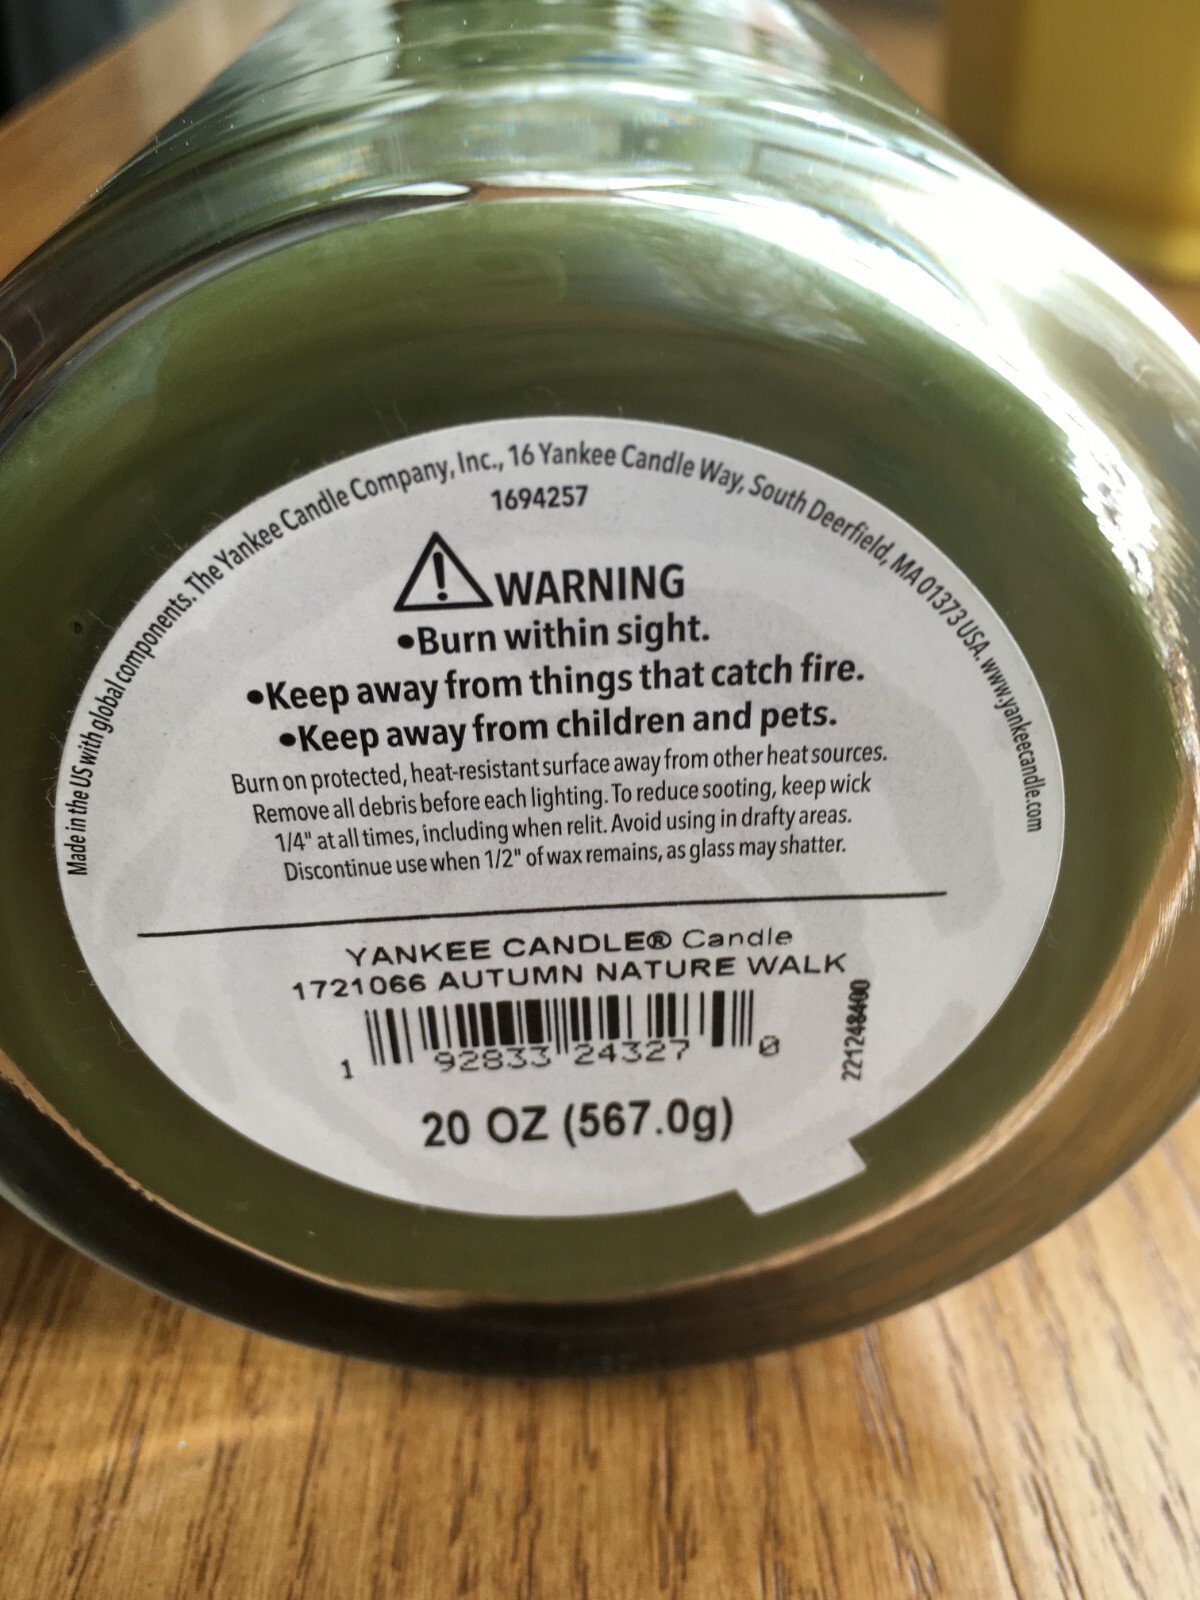 Made in the US with global components. The Yankee Candle Company, Inc., 16 Yankee Candle Way, South Deerfield, MA 01373 USA. www.yankeecandle.com
1694257
WARNING
•Burn within sight.
•Keep away from things that catch fire.
•Keep away from children and pets.
Burn on protected, heat-resistant surface away from other heat sources.
Remove all debris before each lighting. To reduce sooting, keep wick
1/4" at all times, including when relit. Avoid using in drafty areas.
Discontinue use when 1/2" of wax remains, as glass may shatter.
YANKEE CANDLE® Candle
1721066 AUTUMN NATURE WALK
1 92833 24327 0
221248400
20 OZ (567.0g)